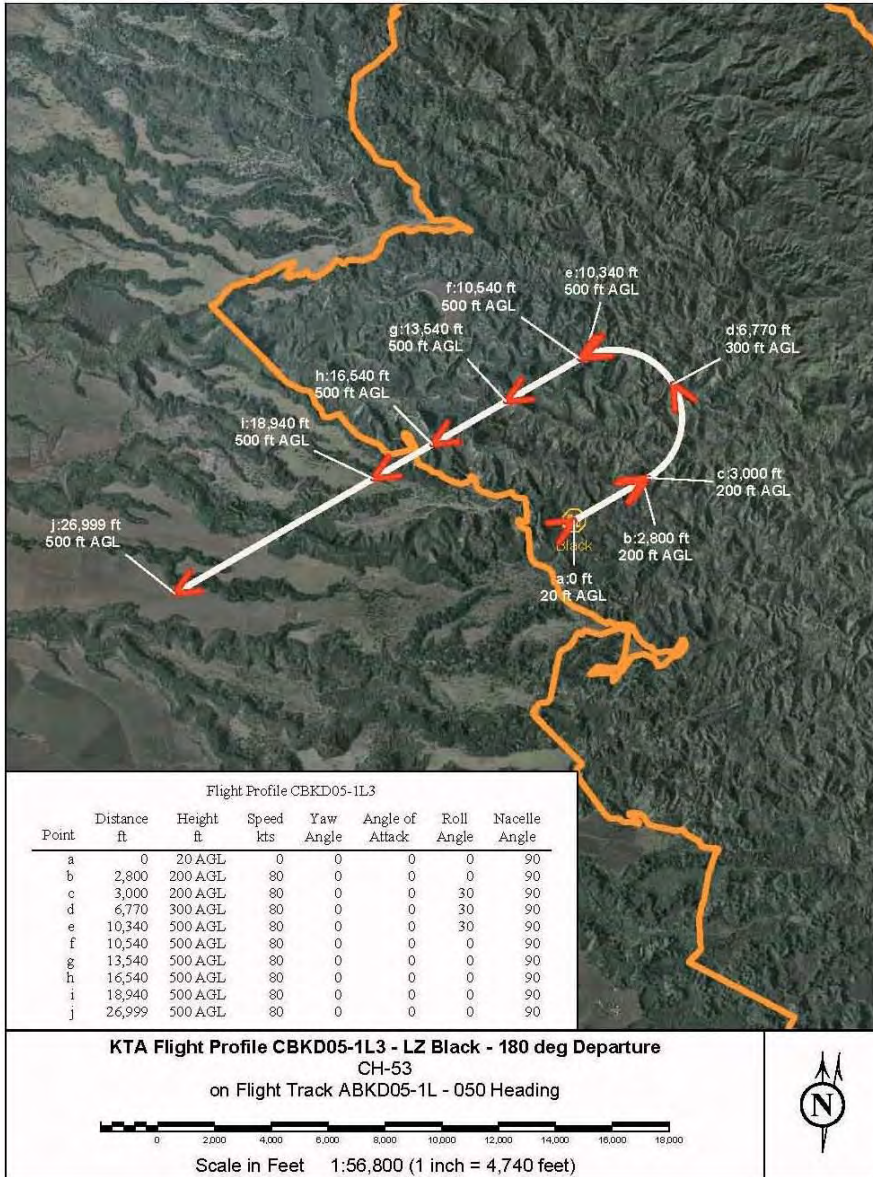 e:10,340 ft
500 ft AGL
f:10,540 ft
500 ft AGL
g:13,540 ft
500 ft AGL
d:6,770 ft
300 ft AGL
h:16,540 ft
500 ft AGL
i:18,940 ft
500 ft AGL
c:3,000 ft
200 ft AGL
j:26,999 ft
500 ft AGL
b:2,800 ft
200 ft AGL
Black
a:0 ft
20 ft AGL
Flight Profile CBKD05-1L3
Point Distance ft Height ft Speed kts Yaw Angle Angle of Attack Roll Angle Nacelle Angle
a 0 20 AGL 0 0 0 0 90
b 2,800 200 AGL 80 0 0 0 90
c 3,000 200 AGL 80 0 0 30 90
d 6,770 300 AGL 80 0 0 30 90
e 10,340 500 AGL 80 0 0 30 90
f 10,540 500 AGL 80 0 0 0 90
g 13,540 500 AGL 80 0 0 0 90
h 16,540 500 AGL 80 0 0 0 90
i 18,940 500 AGL 80 0 0 0 90
j 26,999 500 AGL 80 0 0 0 90
KTA Flight Profile CBKD05-1L3 - LZ Black - 180 deg Departure
CH-53
on Flight Track ABKD05-1L - 050 Heading
0 2,000 4,000 6,000 8,000 10,000 12,000 14,000 16,000 18,000
Scale in Feet 1:56,800 (1 inch = 4,740 feet)
N